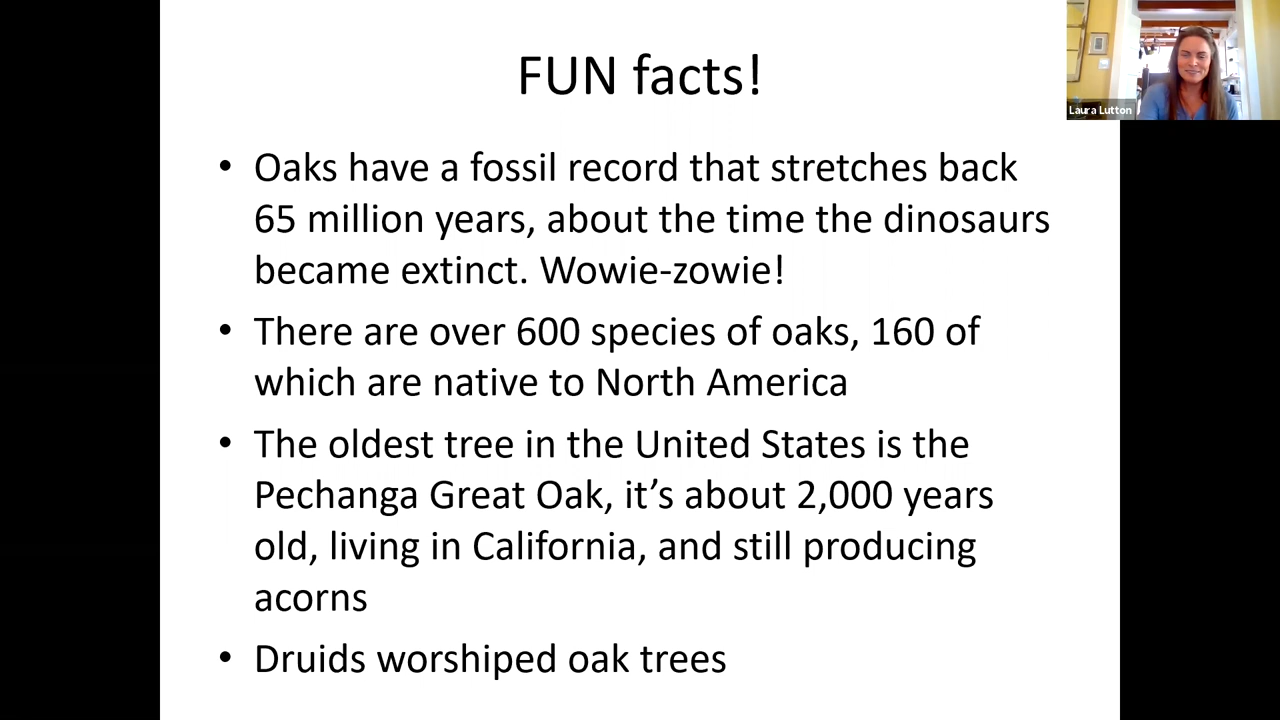 FUN facts!
Laura Lutton
• Oaks have a fossil record that stretches back
65 million years, about the time the dinosaurs
became extinct. Wowie-zowie!
• There are over 600 species of oaks, 160 of
which are native to North America
• The oldest tree in the United States is the
Pechanga Great Oak, it’s about 2,000 years
old, living in California, and still producing
acorns
• Druids worshiped oak trees